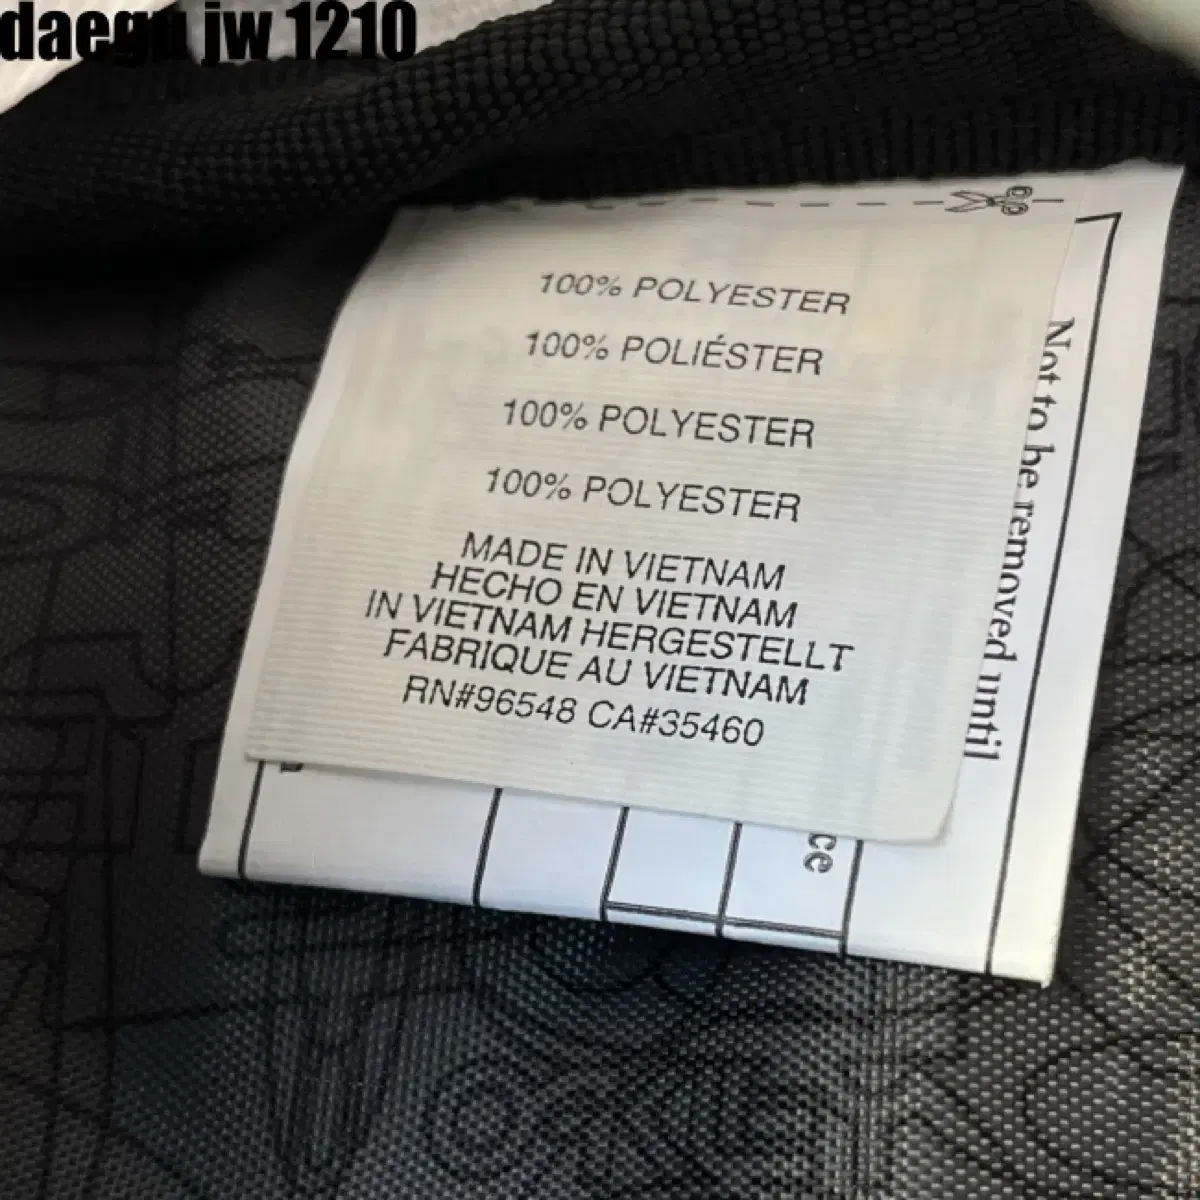 daegu jw 1210
100% POLYESTER
100% POLIÉSTER
100% POLYESTER
100% POLYESTER
MADE IN VIETNAM
HECHO EN VIETNAM
IN VIETNAM HERGESTELLT
FABRIQUE AU VIETNAM
RN#96548 CA#35460
Not to be removed until